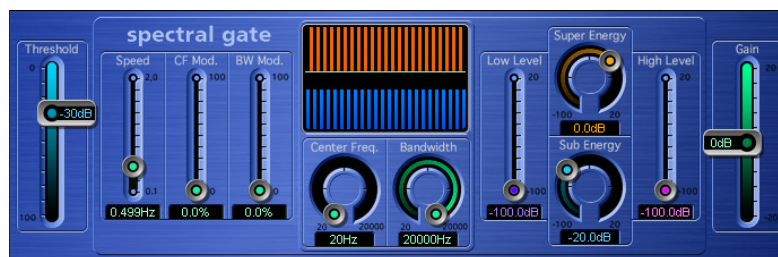 spectral gate
Threshold
0
-30dB
100
Speed
2.0
0.1
0.499Hz
CF Mod.
100
0
0.0%
BW Mod.
100
0
0.0%
Center Freq.
20 20000
20Hz
Bandwidth
20 20000
20000Hz
Low Level
20
-100
-100.0dB
Super Energy
-100 20
0.0dB
Sub Energy
-100 20
-20.0dB
High Level
20
-100
-100.0dB
Gain
20
0dB
-20